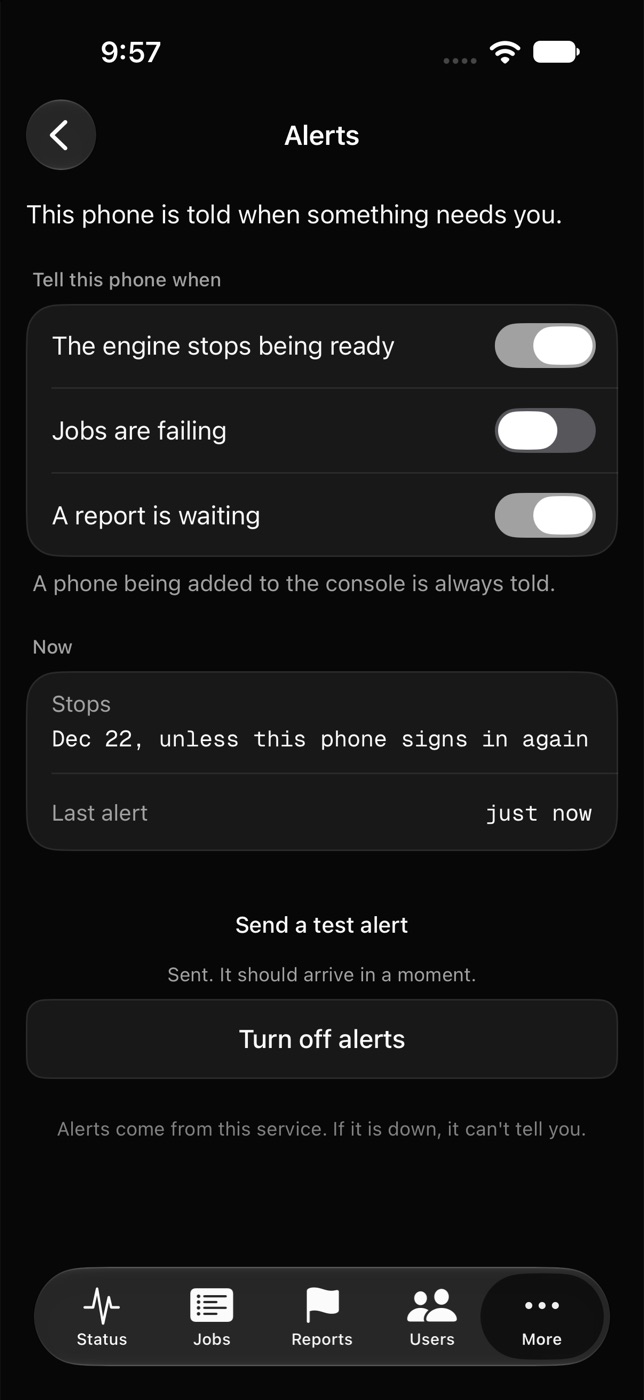 9:57
Alerts
This phone is told when something needs you.
Tell this phone when
The engine stops being ready
Jobs are failing
A report is waiting
A phone being added to the console is always told.
Now
Stops
Dec 22, unless this phone signs in again
Last alert
just now
Send a test alert
Sent. It should arrive in a moment.
Turn off alerts
Alerts come from this service. If it is down, it can't tell you.
Status
Jobs
Reports
Users
More